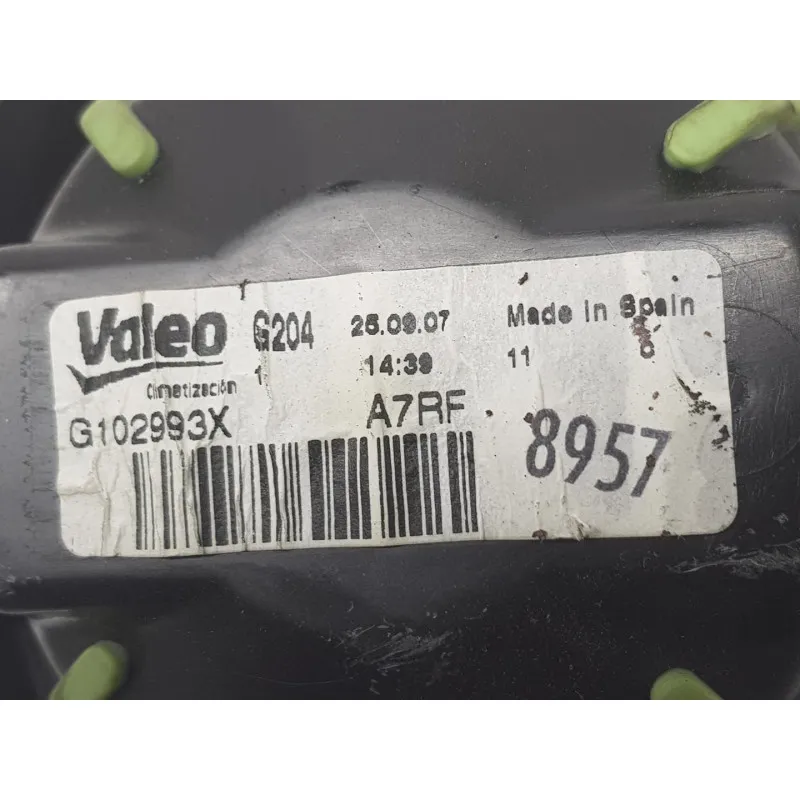 Valeo G204 25.09.07 Made in Spain
Climatización 1 14:39 11 C
G102993X A7RF
8957